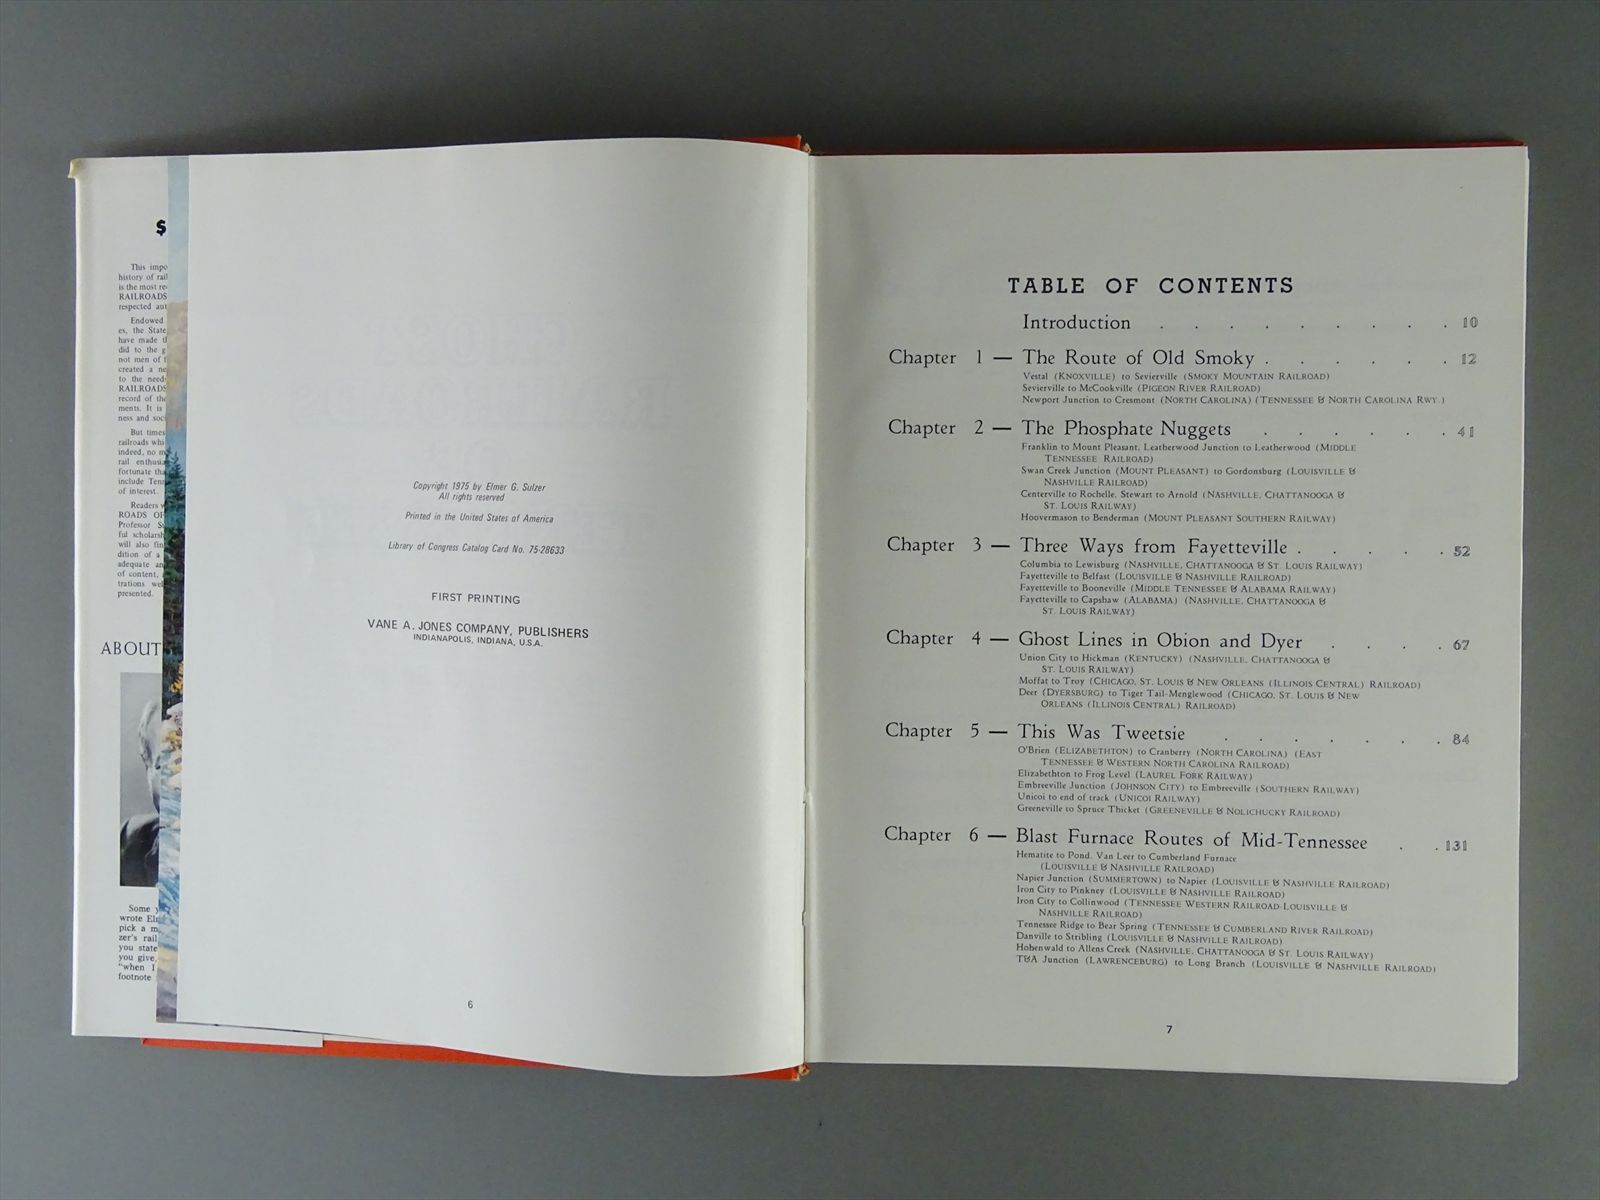 $
This impo
history of rail
is the most re
RAILROADS
respected aut
Endowed
es, the State
have made t
did to the g
not men of f
created a ne
to the need
RAILROADS
record of the
ments. It is
ness and soc
But times
railroads whi
indeed, no m
rail enthusia
fortunate tha
include Tenn
of interest.
Readers w
ROADS OF
Professor S
ful scholarsh
will also fin
dition of a
adequate an
of content,
trations wel
presented.
ABOUT
Some y
wrote El
pick a m
zer's rail
you state
you give,
"when I
footnote
Copyright 1975 by Elmer G. Sulzer
All rights reserved
Printed in the United States of America
Library of Congress Catalog Card No. 75-28633
FIRST PRINTING
VANE A. JONES COMPANY, PUBLISHERS
INDIANAPOLIS, INDIANA, U.S.A.
6
TABLE OF CONTENTS
Introduction . . . . . . . . . 10
Chapter 1 — The Route of Old Smoky . . . . . . 12
Vestal (KNOXVILLE) to Sevierville (SMOKY MOUNTAIN RAILROAD)
Sevierville to McCookville (PIGEON RIVER RAILROAD)
Newport Junction to Cresmont (NORTH CAROLINA) (TENNESSEE & NORTH CAROLINA RWY.)
Chapter 2 — The Phosphate Nuggets . . . . . . 41
Franklin to Mount Pleasant, Leatherwood Junction to Leatherwood (MIDDLE
TENNESSEE RAILROAD)
Swan Creek Junction (MOUNT PLEASANT) to Gordonsburg (LOUISVILLE &
NASHVILLE RAILROAD)
Centerville to Rochelle, Stewart to Arnold (NASHVILLE, CHATTANOOGA &
ST. LOUIS RAILWAY)
Hoovermason to Benderman (MOUNT PLEASANT SOUTHERN RAILWAY)
Chapter 3 — Three Ways from Fayetteville . . . . . 52
Columbia to Lewisburg (NASHVILLE, CHATTANOOGA & ST. LOUIS RAILWAY)
Fayetteville to Belfast (LOUISVILLE & NASHVILLE RAILROAD)
Fayetteville to Booneville (MIDDLE TENNESSEE & ALABAMA RAILWAY)
Fayetteville to Capshaw (ALABAMA) (NASHVILLE, CHATTANOOGA &
ST. LOUIS RAILWAY)
Chapter 4 — Ghost Lines in Obion and Dyer . . . . 67
Union City to Hickman (KENTUCKY) (NASHVILLE, CHATTANOOGA &
ST. LOUIS RAILWAY)
Moffat to Troy (CHICAGO, ST. LOUIS & NEW ORLEANS (ILLINOIS CENTRAL) RAILROAD)
Deer (DYERSBURG) to Tiger Tail-Menglewood (CHICAGO, ST. LOUIS & NEW
ORLEANS (ILLINOIS CENTRAL) RAILROAD)
Chapter 5 — This Was Tweetsie . . . . . . . 84
O'Brien (ELIZABETHTON) to Cranberry (NORTH CAROLINA) (EAST
TENNESSEE & WESTERN NORTH CAROLINA RAILROAD)
Elizabethton to Frog Level (LAUREL FORK RAILWAY)
Embreeville Junction (JOHNSON CITY) to Embreeville (SOUTHERN RAILWAY)
Unicoi to end of track (UNICOI RAILWAY)
Greeneville to Spruce Thicket (GREENEVILLE & NOLICHUCKY RAILROAD)
Chapter 6 — Blast Furnace Routes of Mid-Tennessee . . 131
Hematite to Pond, Van Leer to Cumberland Furnace
(LOUISVILLE & NASHVILLE RAILROAD)
Napier Junction (SUMMERTOWN) to Napier (LOUISVILLE & NASHVILLE RAILROAD)
Iron City to Pinkney (LOUISVILLE & NASHVILLE RAILROAD)
Iron City to Collinwood (TENNESSEE WESTERN RAILROAD-LOUISVILLE &
NASHVILLE RAILROAD)
Tennessee Ridge to Bear Spring (TENNESSEE & CUMBERLAND RIVER RAILROAD)
Danville to Stribling (LOUISVILLE & NASHVILLE RAILROAD)
Hohenwald to Allens Creek (NASHVILLE, CHATTANOOGA & ST. LOUIS RAILWAY)
T&A Junction (LAWRENCEBURG) to Long Branch (LOUISVILLE & NASHVILLE RAILROAD)
7